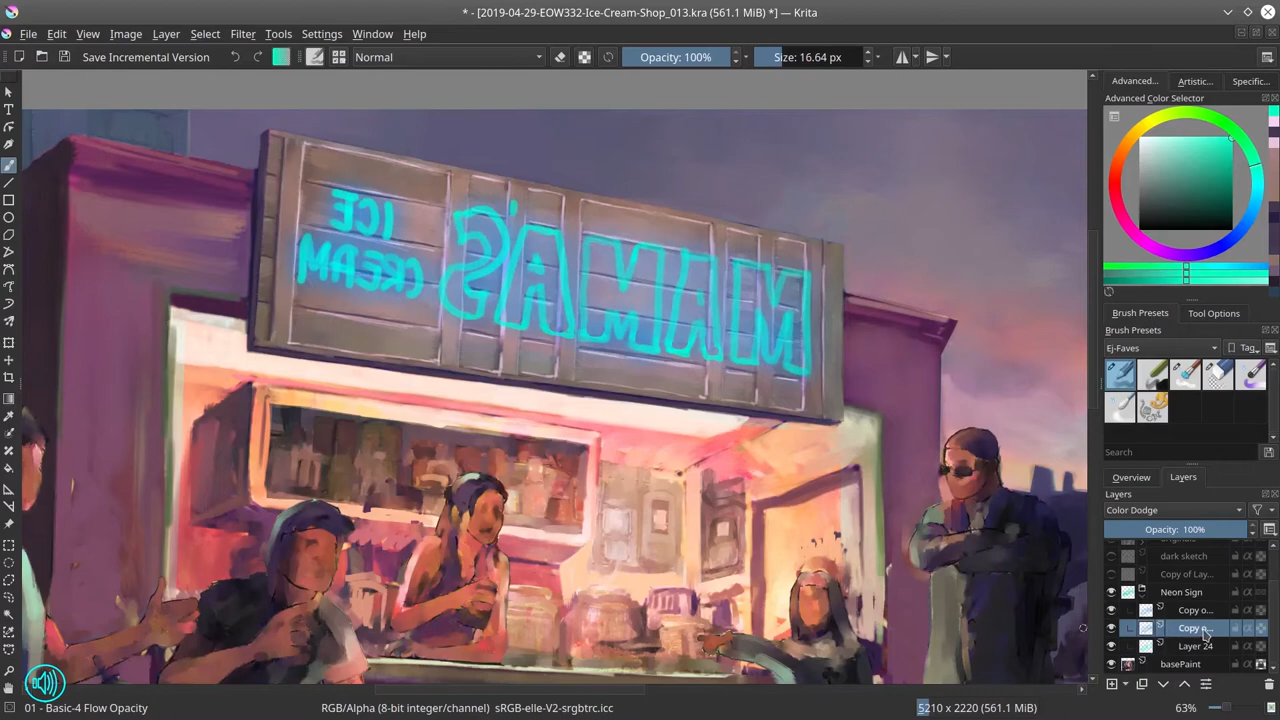 * - [2019-04-29-EOW332-Ice-Cream-Shop_013.kra (561.1 MiB) *] — Krita
File Edit View Image Layer Select Filter Tools Settings Window Help
Save Incremental Version Normal Opacity: 100% Size: 16.64 px
Advanced... Artistic... Specific...
Advanced Color Selector
MAMA'S
ICE
CREAM
Brush Presets Tool Options
Brush Presets
Ej-Faves Tag
Search
Overview Layers
Layers
Color Dodge
Opacity: 100%
dark sketch
Copy of Lay...
Neon Sign
Copy o...
Copy o...
Layer 24
basePaint
01 - Basic-4 Flow Opacity RGB/Alpha (8-bit integer/channel) sRGB-elle-V2-srgbtrc.icc 5210 x 2220 (561.1 MiB) 63%